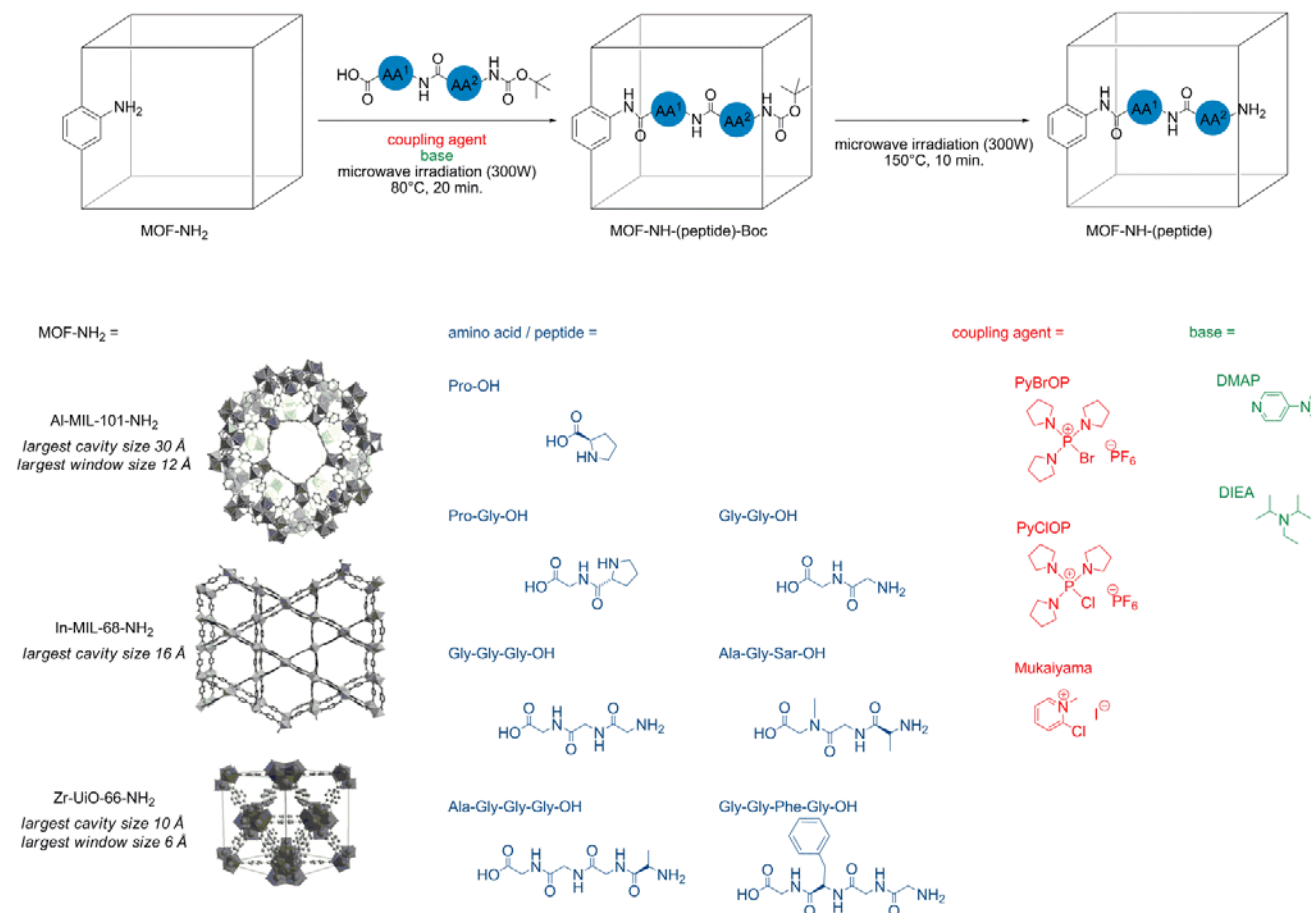 HO
O
AA¹
N
H
O
AA²
H
N
O
O
coupling agent
base
microwave irradiation (300W)
80°C, 20 min.
microwave irradiation (300W)
150°C, 10 min.
NH₂
H
N
O
AA¹
N
H
O
AA²
H
N
O
O
H
N
O
AA¹
N
H
O
AA²
NH₂
MOF-NH₂
MOF-NH-(peptide)-Boc
MOF-NH-(peptide)
MOF-NH₂ =
amino acid / peptide =
coupling agent =
base =
Al-MIL-101-NH₂
largest cavity size 30 Å
largest window size 12 Å
Pro-OH
O
HO
HN
PyBrOP
N
N
P
⊕
Br
N
⊖
PF₆
DMAP
N
N
Pro-Gly-OH
O
HO
H
N
O
HN
Gly-Gly-OH
O
HO
H
N
O
NH₂
PyClOP
N
N
P
⊕
Cl
N
⊖
PF₆
DIEA
N
In-MIL-68-NH₂
largest cavity size 16 Å
Gly-Gly-Gly-OH
O
HO
H
N
O
N
H
O
NH₂
Ala-Gly-Sar-OH
O
HO
N
O
N
H
O
NH₂
Mukaiyama
⊕
N
Cl
I⊖
Zr-UiO-66-NH₂
largest cavity size 10 Å
largest window size 6 Å
Ala-Gly-Gly-Gly-OH
O
HO
H
N
O
N
H
O
H
N
O
NH₂
Gly-Gly-Phe-Gly-OH
O
HO
H
N
O
N
H
O
H
N
O
NH₂